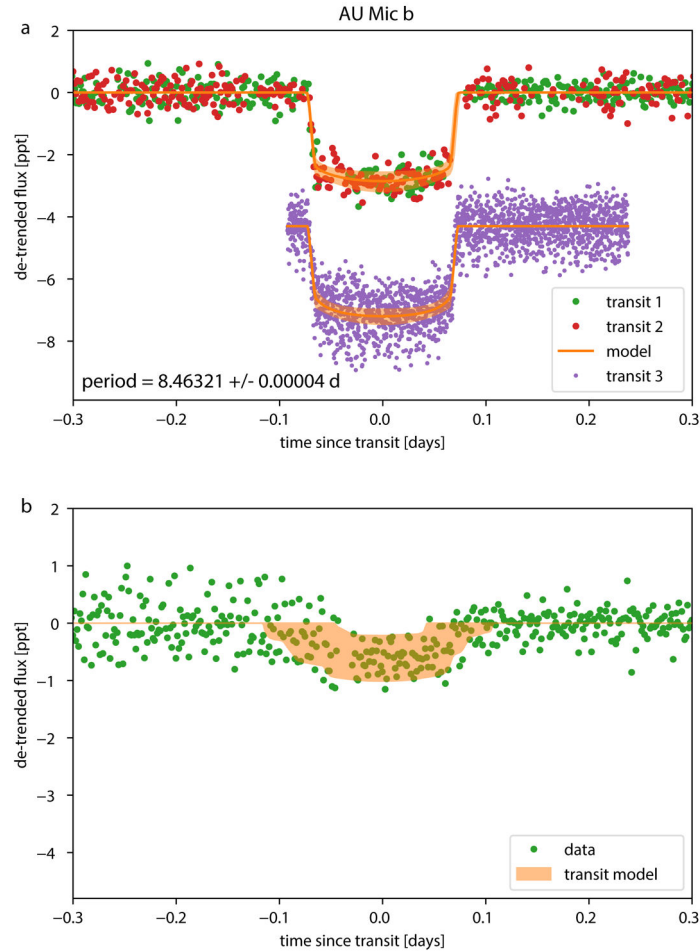 AU Mic b
a
2
0
−2
−4
−6
−8
de-trended flux [ppt]
transit 1
transit 2
model
transit 3
period = 8.46321 +/- 0.00004 d
−0.3 −0.2 −0.1 0.0 0.1 0.2 0.3
time since transit [days]
b
2
1
0
−1
−2
−3
−4
de-trended flux [ppt]
data
transit model
−0.3 −0.2 −0.1 0.0 0.1 0.2 0.3
time since transit [days]